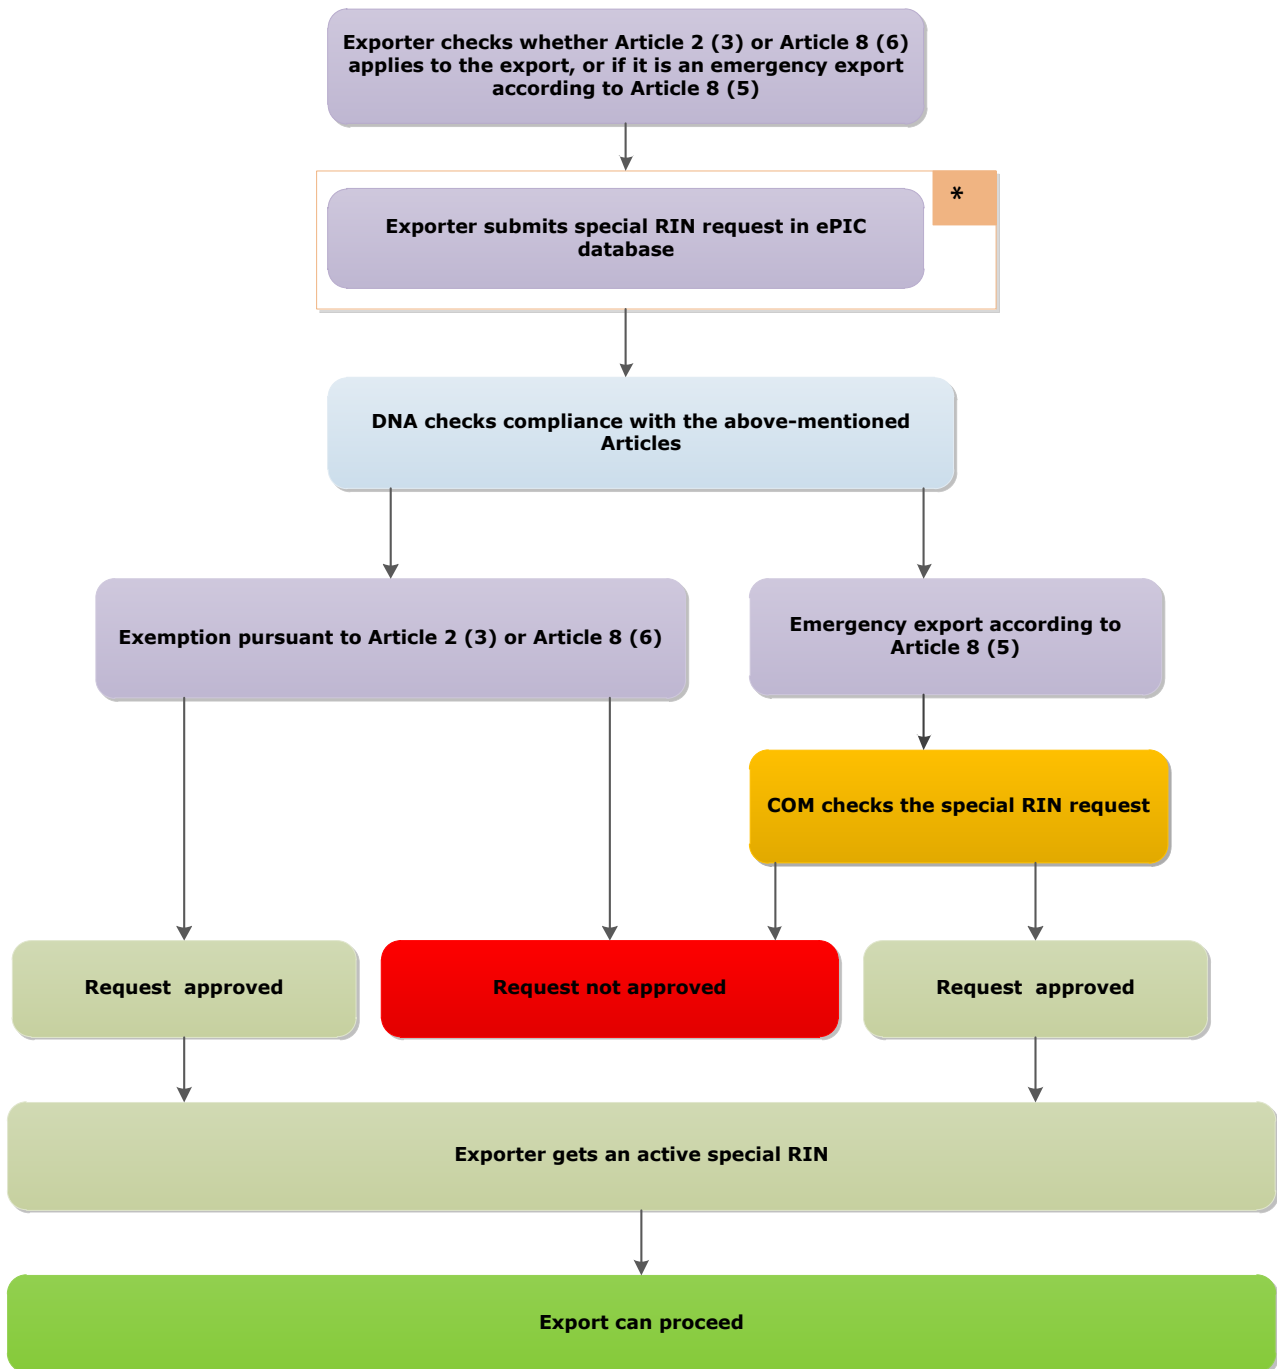 Exporter checks whether Article 2 (3) or Article 8 (6)
applies to the export, or if it is an emergency export
according to Article 8 (5)
*
Exporter submits special RIN request in ePIC
database
DNA checks compliance with the above-mentioned
Articles
Exemption pursuant to Article 2 (3) or Article 8 (6)
Emergency export according to
Article 8 (5)
COM checks the special RIN request
Request  approved
Request not approved
Request  approved
Exporter gets an active special RIN
Export can proceed